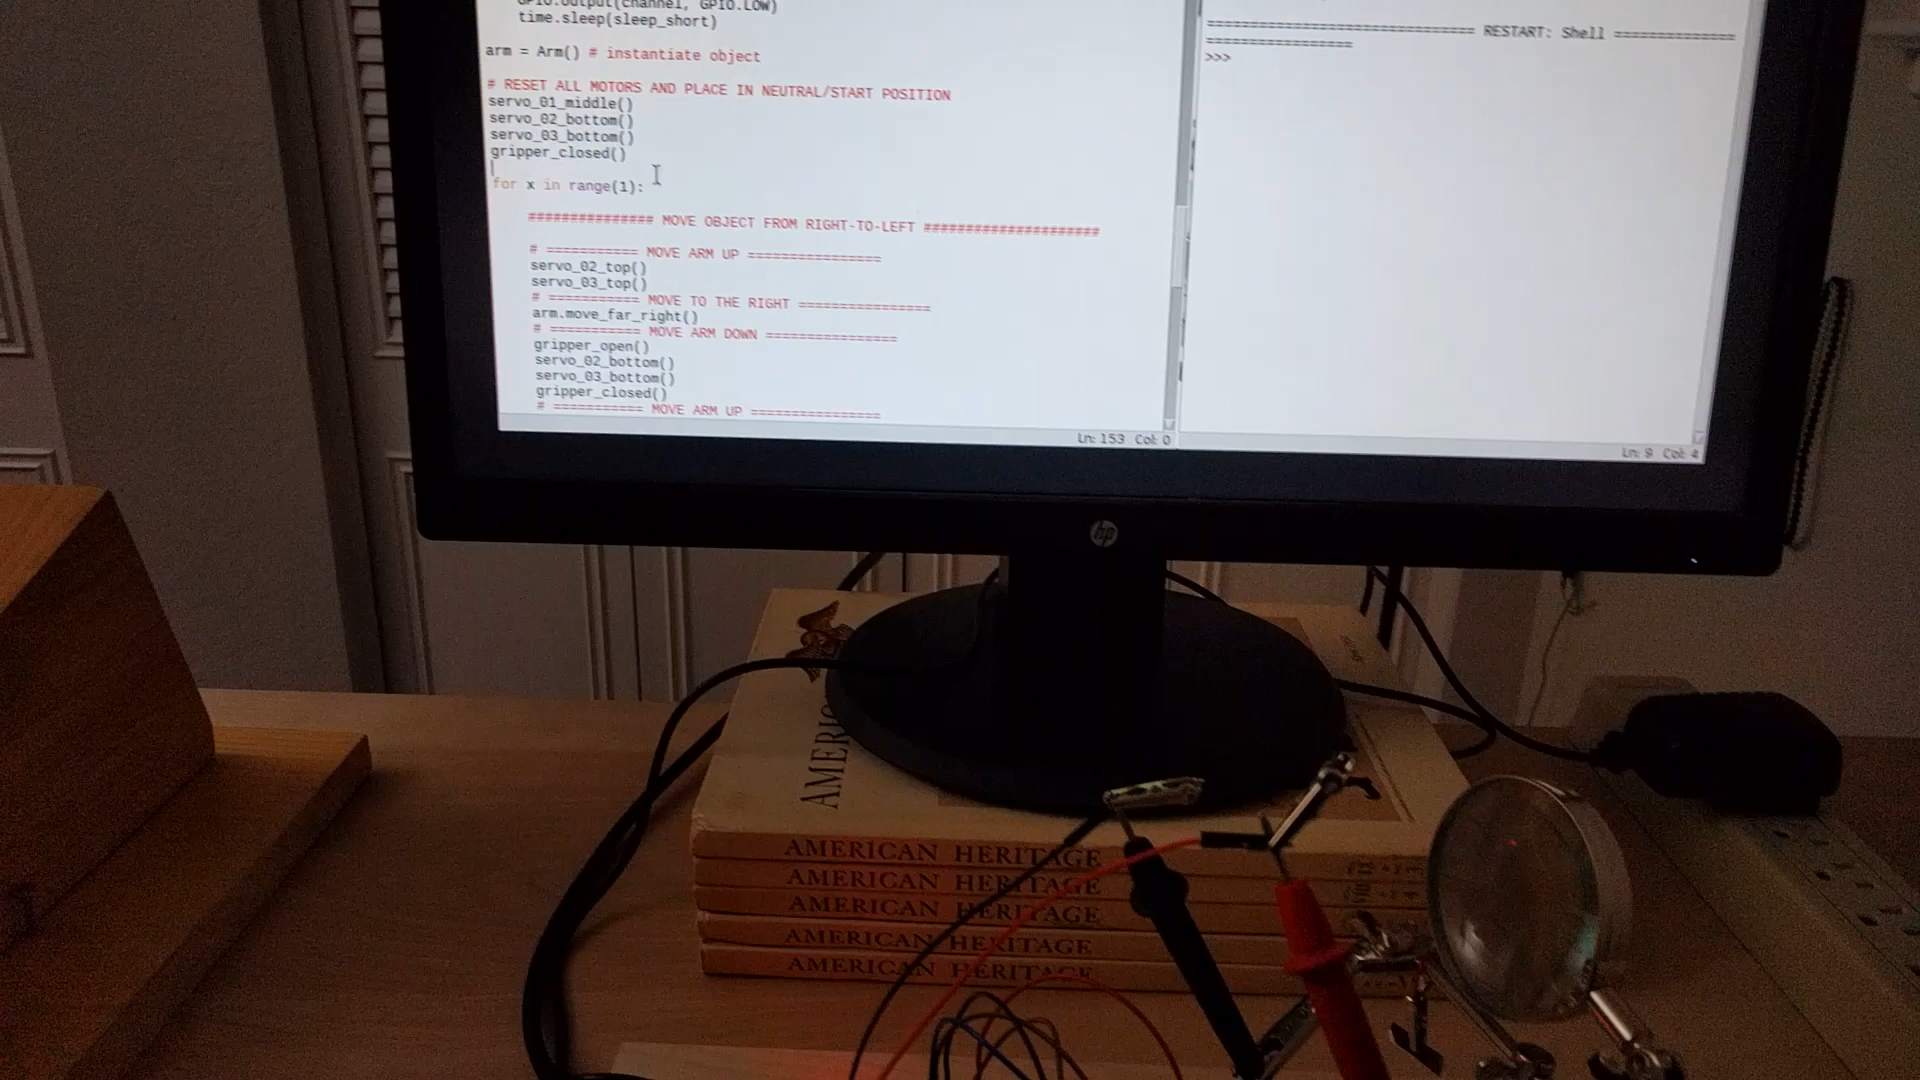 GPIO.output(channel, GPIO.LOW)
time.sleep(sleep_short)
arm = Arm() # instantiate object
# RESET ALL MOTORS AND PLACE IN NEUTRAL/START POSITION
servo_01_middle()
servo_02_bottom()
servo_03_bottom()
gripper_closed()
for x in range(1):
############### MOVE OBJECT FROM RIGHT-TO-LEFT #####################
# =========== MOVE ARM UP ================
servo_02_top()
servo_03_top()
# =========== MOVE TO THE RIGHT ================
arm.move_far_right()
# =========== MOVE ARM DOWN ================
gripper_open()
servo_02_bottom()
servo_03_bottom()
gripper_closed()
# =========== MOVE ARM UP ================
Ln: 153 Col: 0
================================ RESTART: Shell ===============
==================
>>>
Ln: 9 Col: 4
hp
AMERIC
AMERICAN HERITAGE
AMERICAN HERITAGE
AMERICAN HERITAGE
AMERICAN HERITAGE
AMERICAN HERITAGE